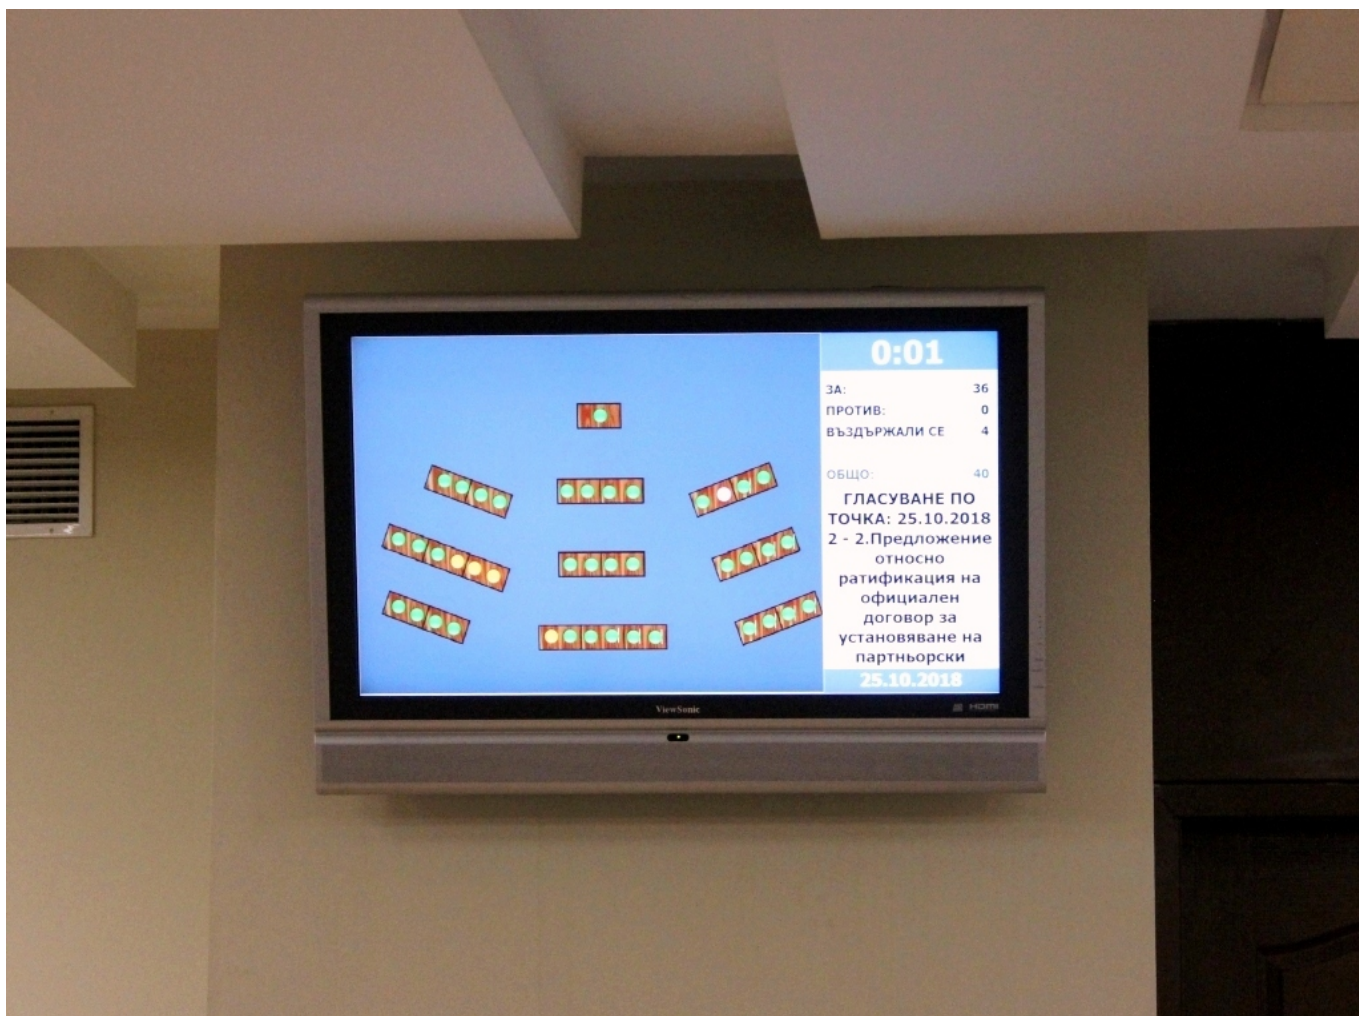 0:01
ЗА: 36
ПРОТИВ: 0
ВЪЗДЪРЖАЛИ СЕ 4
ОБЩО: 40
ГЛАСУВАНЕ ПО
ТОЧКА: 25.10.2018
2 - 2.Предложение
относно
ратификация на
официален
договор за
установяване на
партньорски
25.10.2018
ViewSonic
HDMI